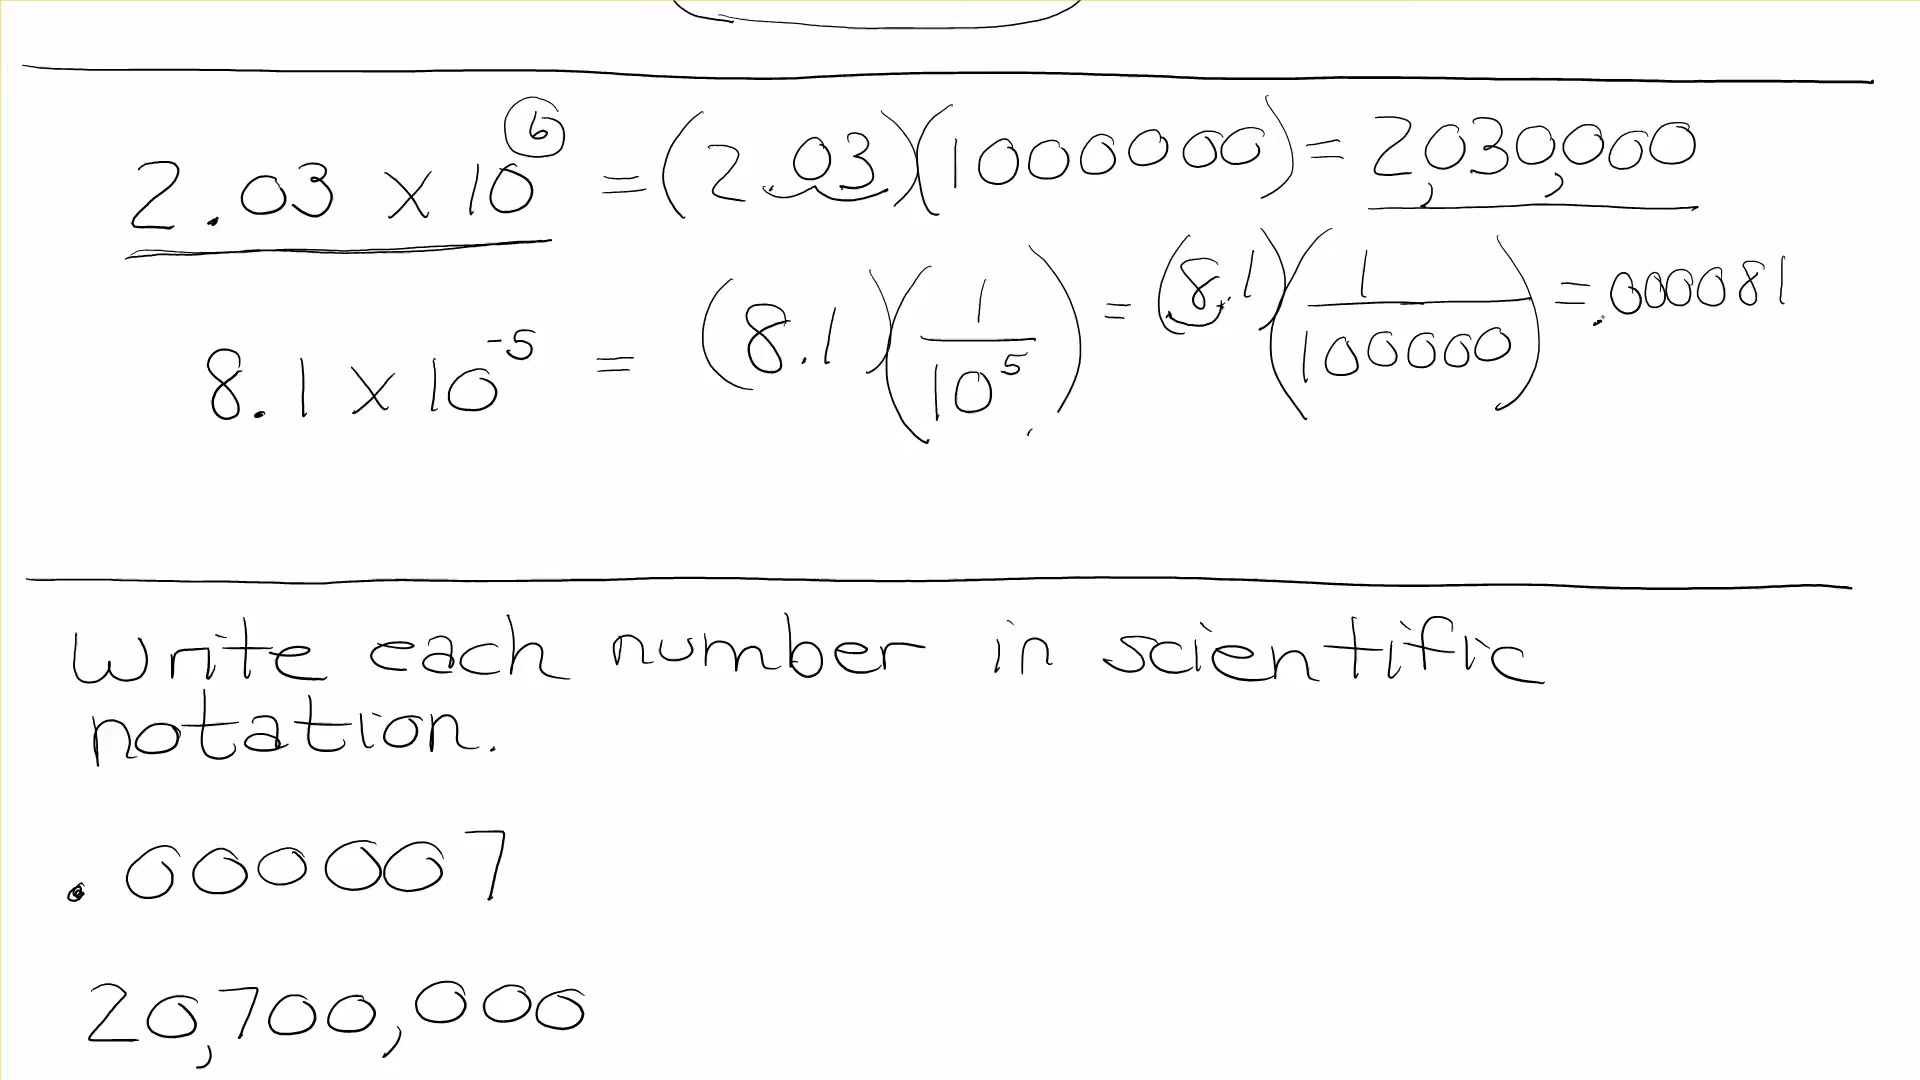 2.03 x 10^6 = (2.03)(1000000) = 2,030,000
8.1 x 10^-5 = (8.1)(1/10^5) = (8.1)(1/100000) = .000081
Write each number in scientific
notation.
.000007
20,700,000